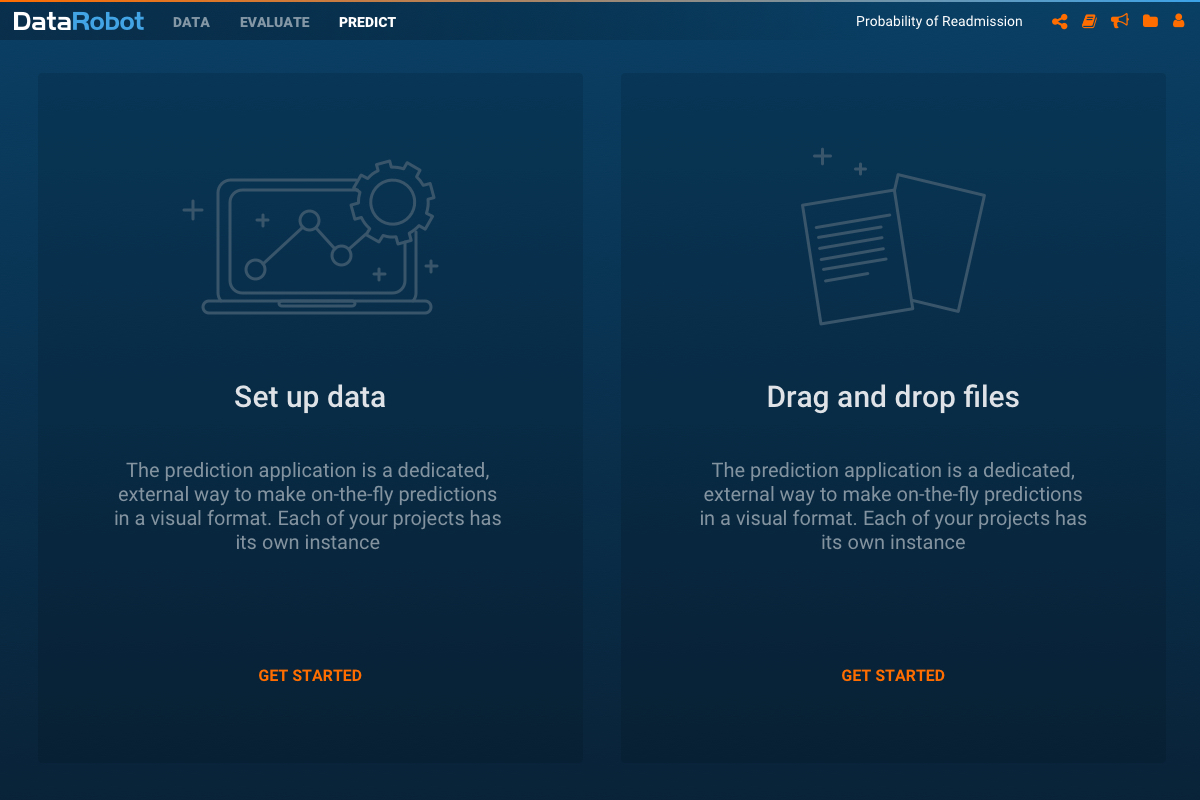 DataRobot DATA EVALUATE PREDICT Probability of Readmission
Set up data
The prediction application is a dedicated,
external way to make on-the-fly predictions
in a visual format. Each of your projects has
its own instance
GET STARTED
Drag and drop files
The prediction application is a dedicated,
external way to make on-the-fly predictions
in a visual format. Each of your projects has
its own instance
GET STARTED